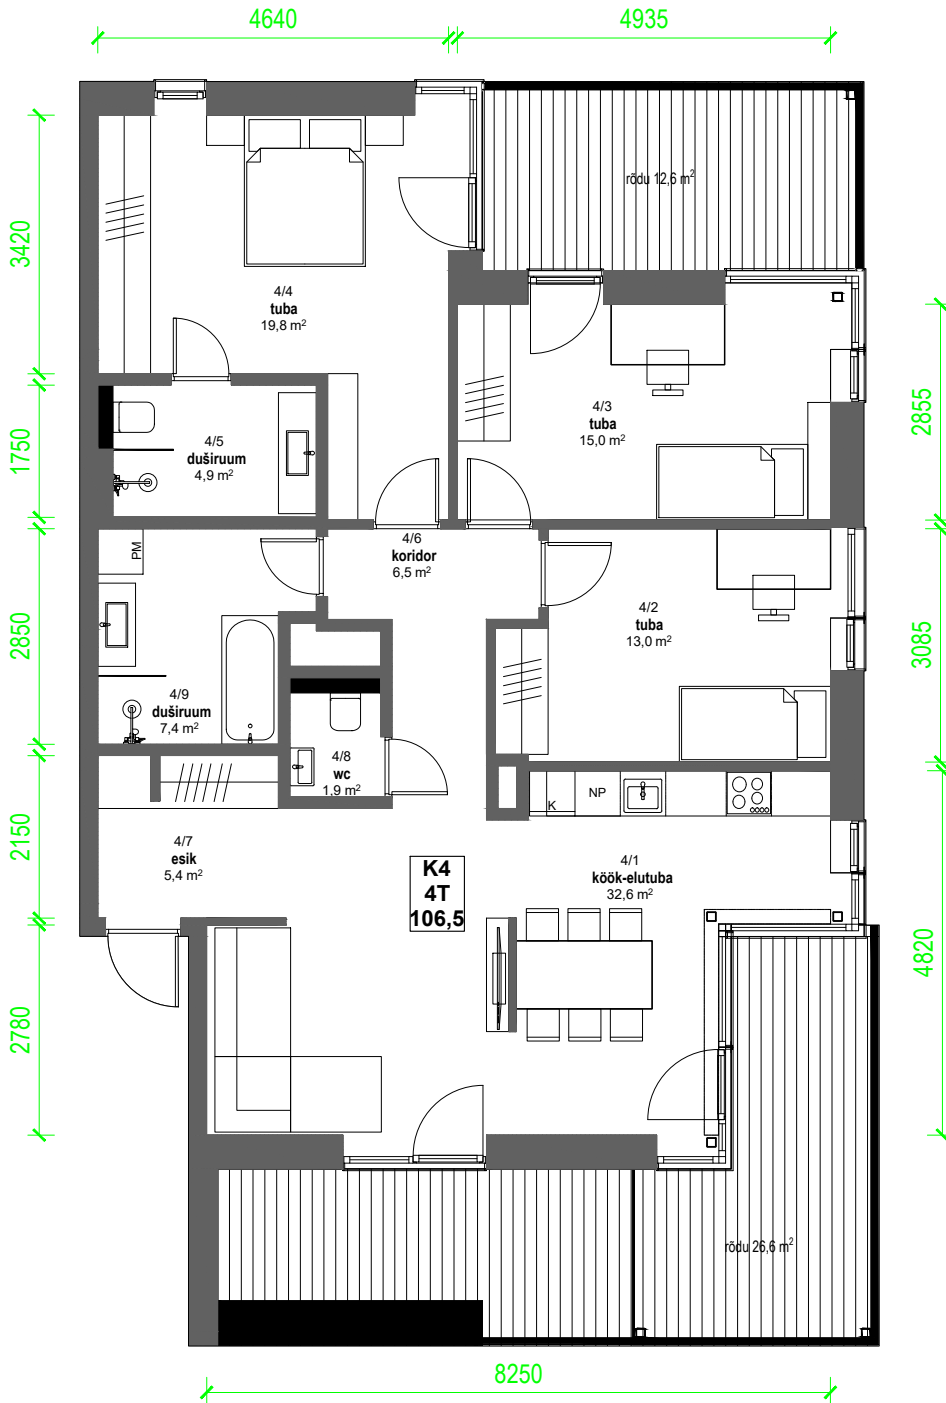 4640
4935
3420
1750
2850
2150
2780
2855
3085
4820
8250
rõdu 12,6 m²
4/4
tuba
19,8 m²
4/3
tuba
15,0 m²
4/5
duširuum
4,9 m²
4/6
koridor
6,5 m²
PM
4/2
tuba
13,0 m²
4/9
duširuum
7,4 m²
4/8
wc
1,9 m²
K
NP
4/7
esik
5,4 m²
K4
4T
106,5
4/1
köök-elutuba
32,6 m²
rõdu 26,6 m²